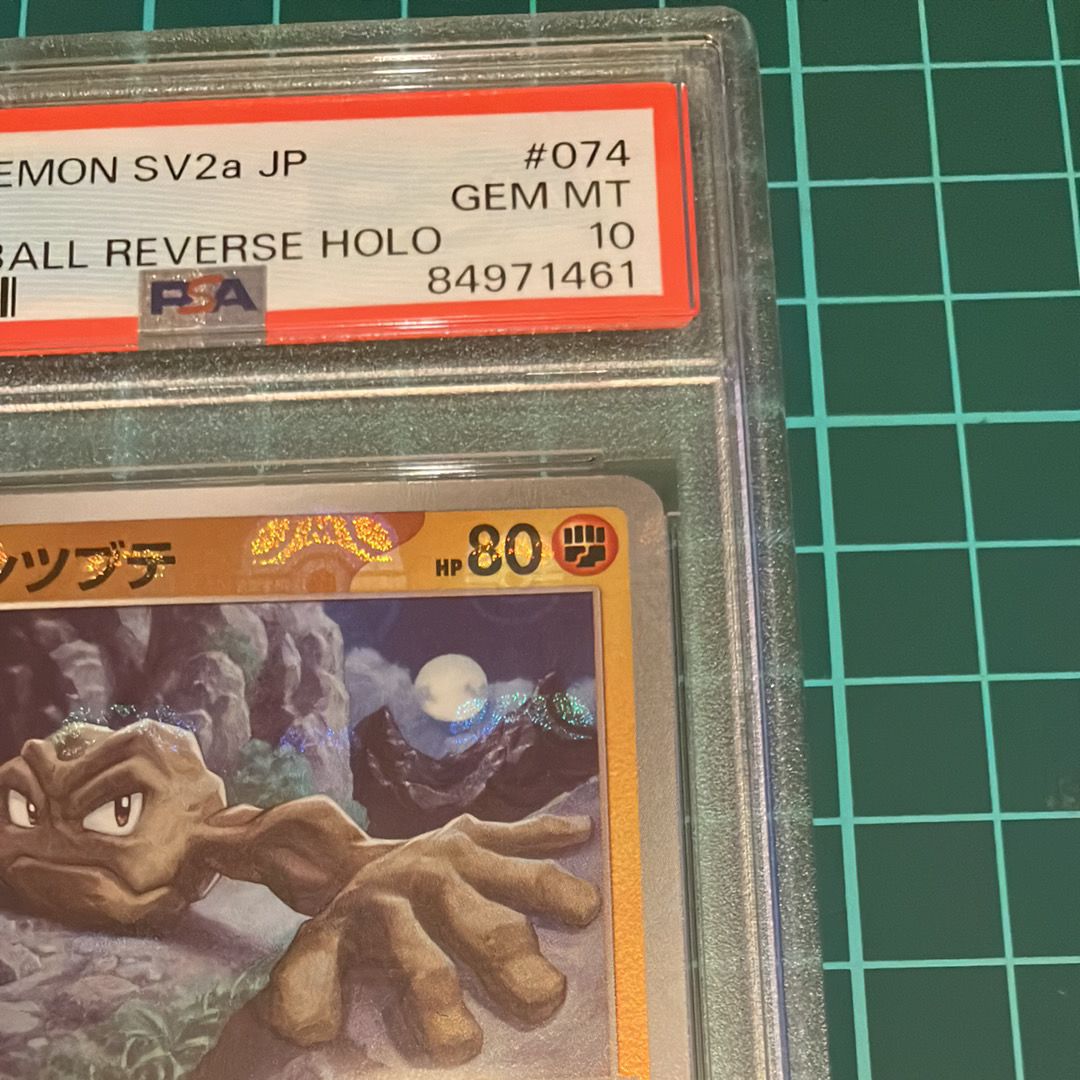 EMON SV2a JP #074
GEM MT
BALL REVERSE HOLO 10
84971461
PSA
ツブテ HP 80